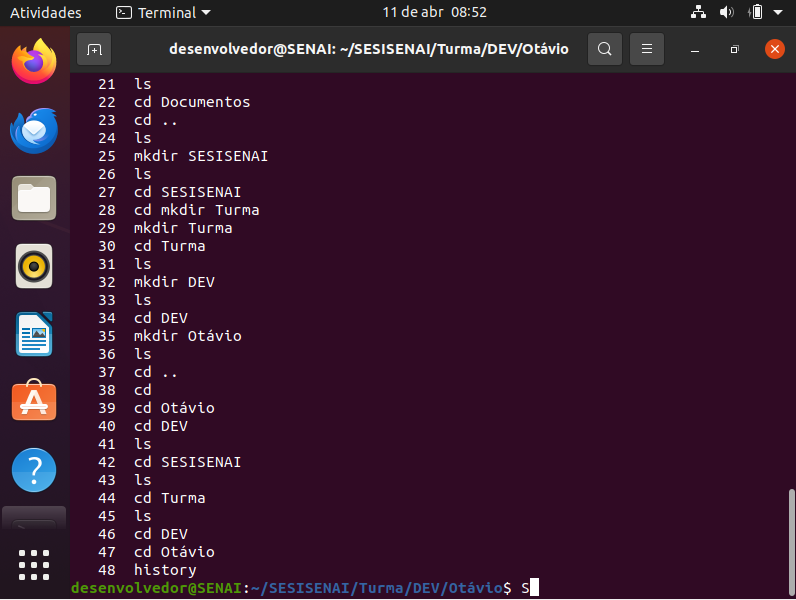 Atividades Terminal 11 de abr 08:52
desenvolvedor@SENAI: ~/SESISENAI/Turma/DEV/Otávio
21 ls
22 cd Documentos
23 cd ..
24 ls
25 mkdir SESISENAI
26 ls
27 cd SESISENAI
28 cd mkdir Turma
29 mkdir Turma
30 cd Turma
31 ls
32 mkdir DEV
33 ls
34 cd DEV
35 mkdir Otávio
36 ls
37 cd ..
38 cd
39 cd Otávio
40 cd DEV
41 ls
42 cd SESISENAI
43 ls
44 cd Turma
45 ls
46 cd DEV
47 cd Otávio
48 history
desenvolvedor@SENAI:~/SESISENAI/Turma/DEV/Otávio$ S